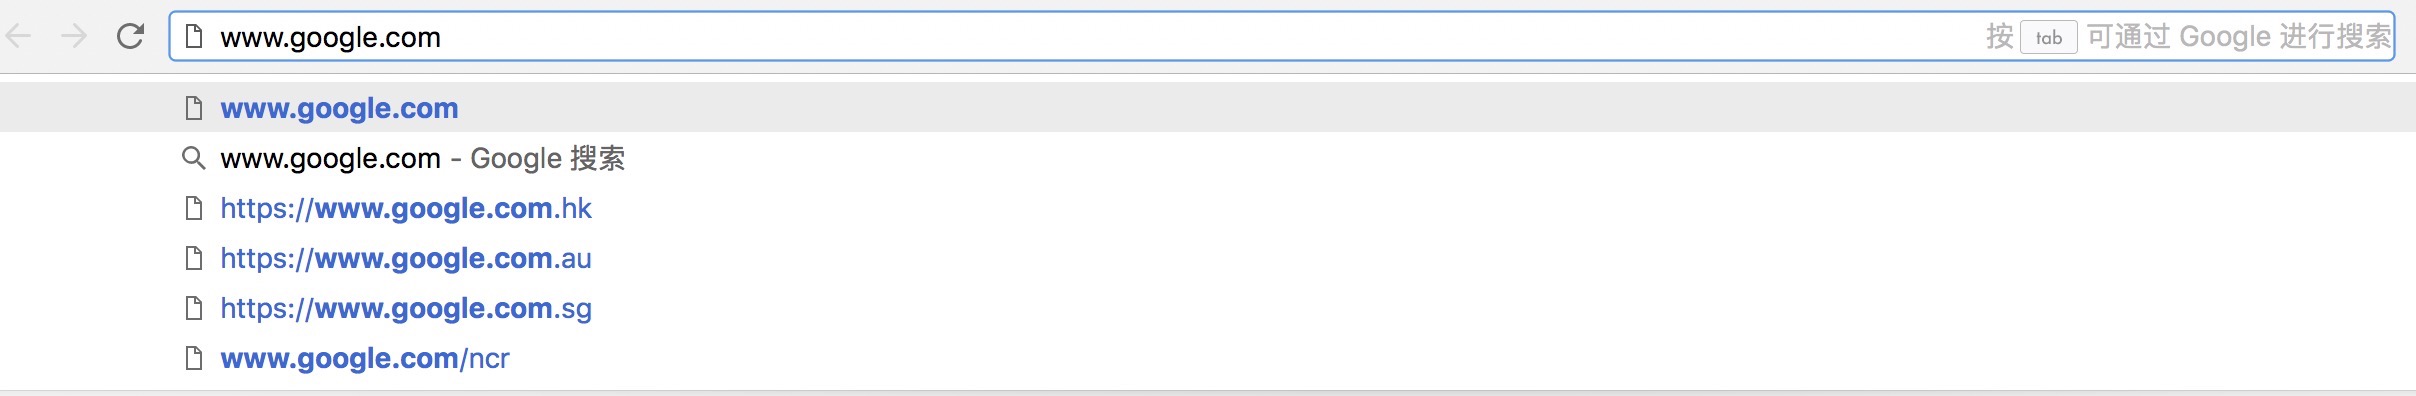 www.google.com 按 tab 可通过 Google 进行搜索
www.google.com
www.google.com - Google 搜索
https://www.google.com.hk
https://www.google.com.au
https://www.google.com.sg
www.google.com/ncr